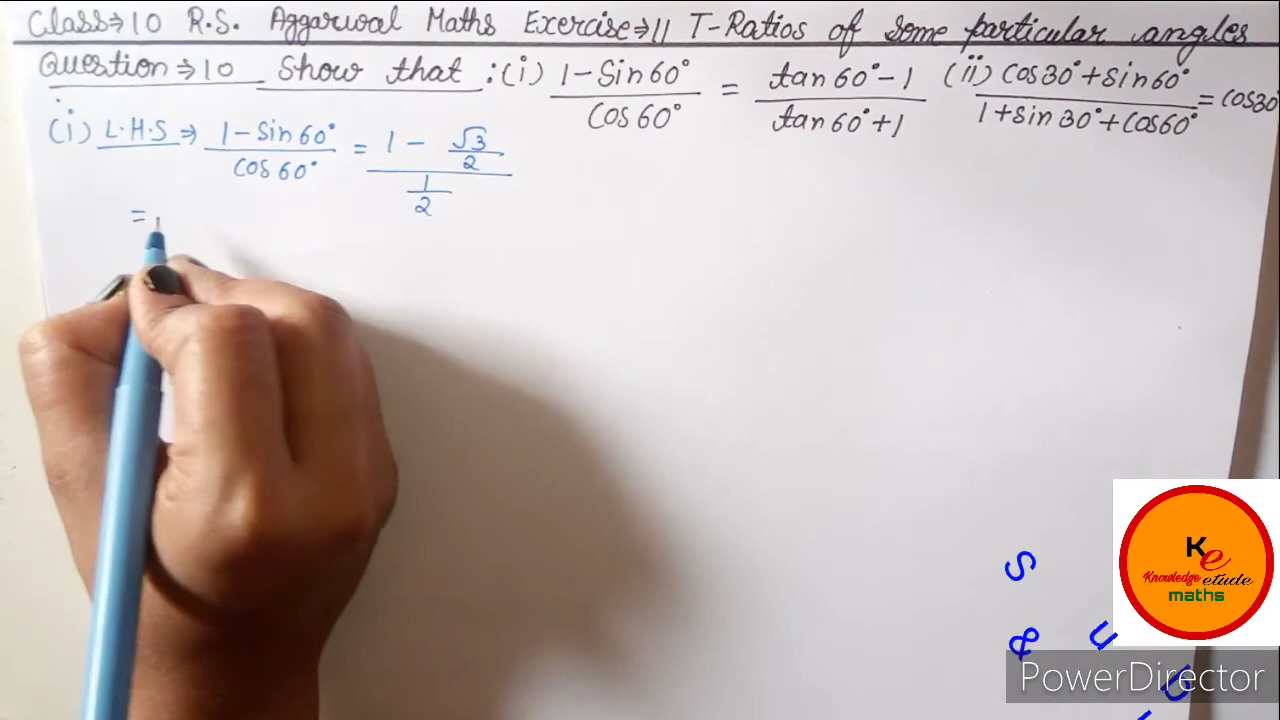 Class⇒10 R.S. Aggarwal Maths Exercise⇒11 T-Ratios of some particular angles
Question⇒10 Show that : (i) 1-Sin60° / Cos60° = tan60°-1 / tan60°+1 (ii) Cos30°+Sin60° / 1+Sin30°+Cos60° = Cos30°
(i) L.H.S ⇒ 1-Sin60° / Cos60° = 1 - √3/2 / 1/2
=
Ke
Knowledge etude
maths
S
& u
U
PowerDirector